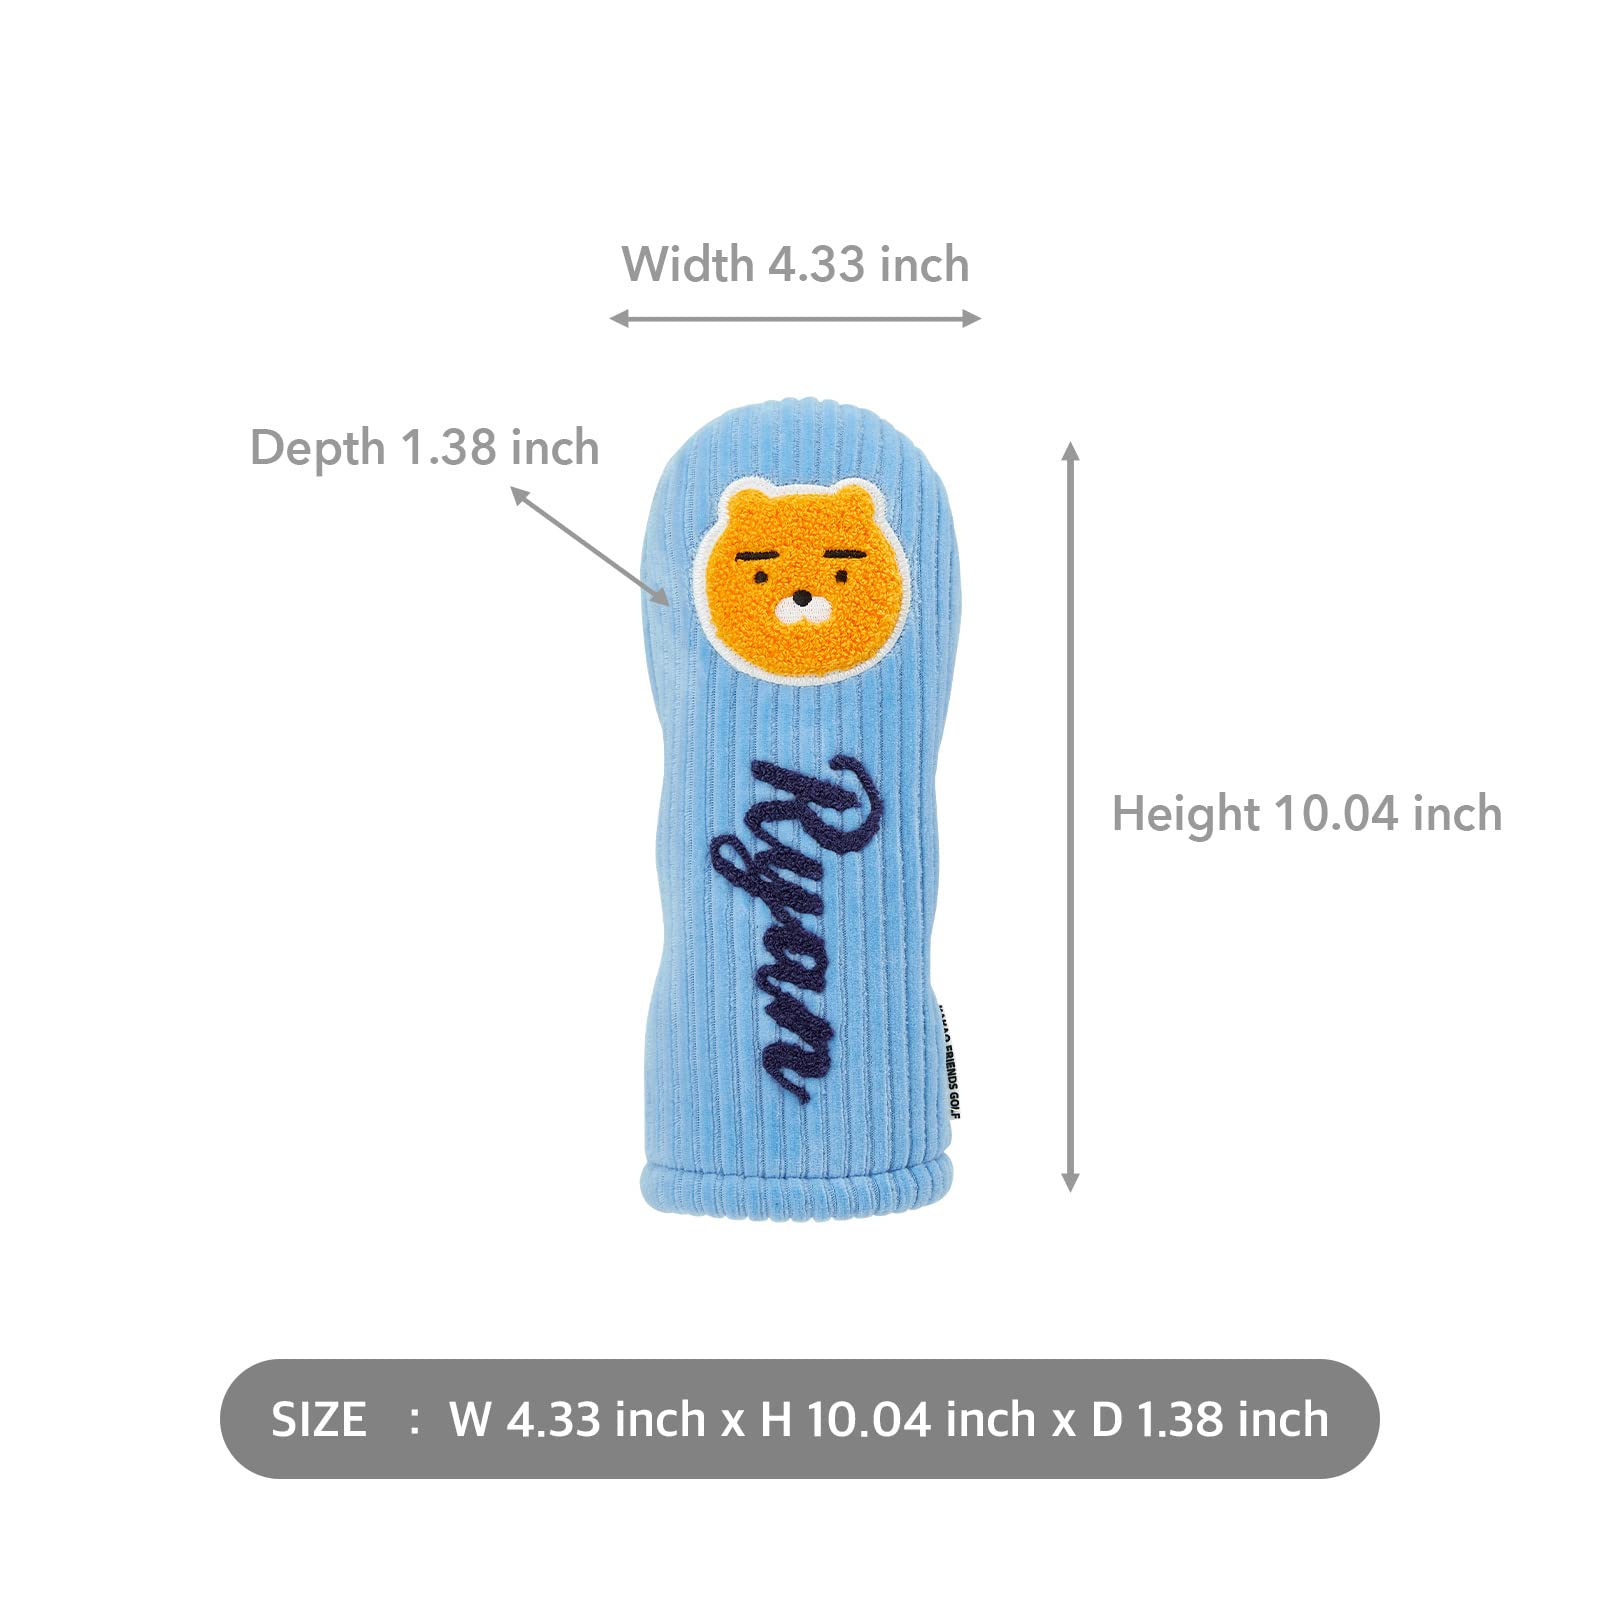 Width 4.33 inch
Depth 1.38 inch
Height 10.04 inch
Ryan
KAKAO FRIENDS GOLF
SIZE : W 4.33 inch x H 10.04 inch x D 1.38 inch